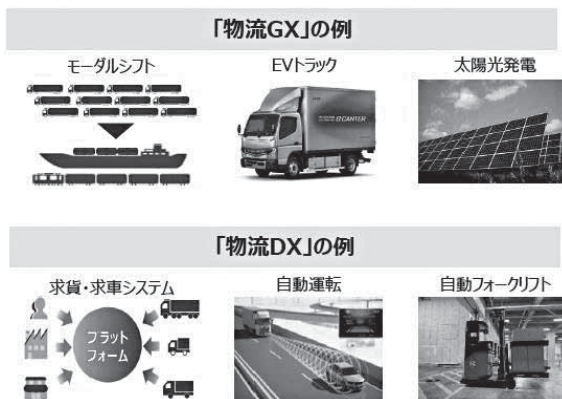 「物流GX」の例
モーダルシフト
EVトラック
太陽光発電
「物流DX」の例
求貨・求車システム
自動運転
自動フォークリフト
プラット
フォーム